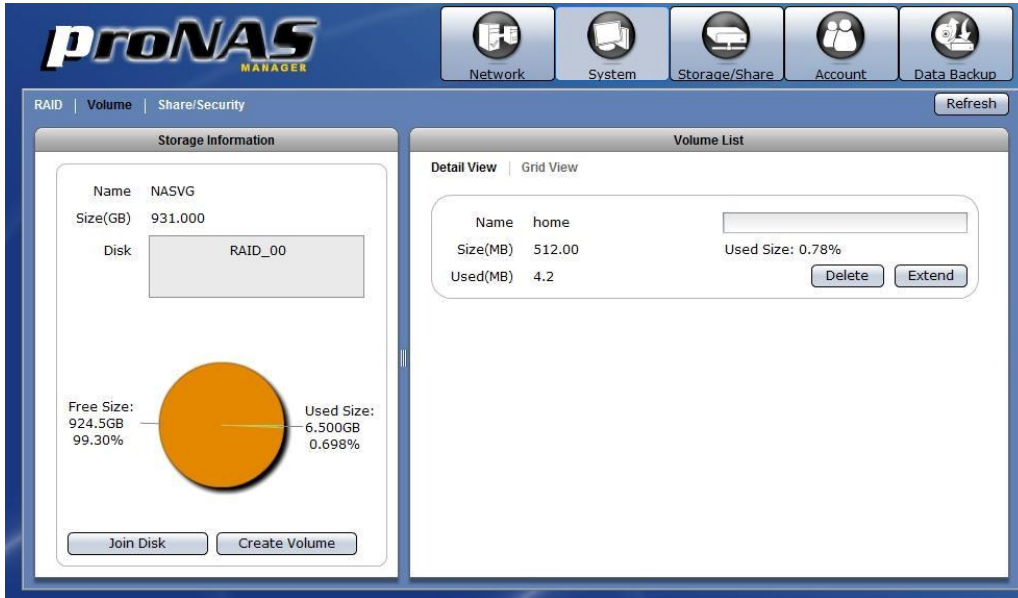 proNAS
MANAGER
Network
System
Storage/Share
Account
Data Backup
RAID | Volume | Share/Security
Refresh
Storage Information
Name NASVG
Size(GB) 931.000
Disk RAID_00
Free Size:
924.5GB
99.30%
Used Size:
6.500GB
0.698%
Join Disk
Create Volume
Volume List
Detail View | Grid View
Name home
Size(MB) 512.00
Used Size: 0.78%
Used(MB) 4.2
Delete
Extend